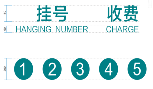 挂号 收费
HANGING NUMBER CHARGE
1 2 3 4 5